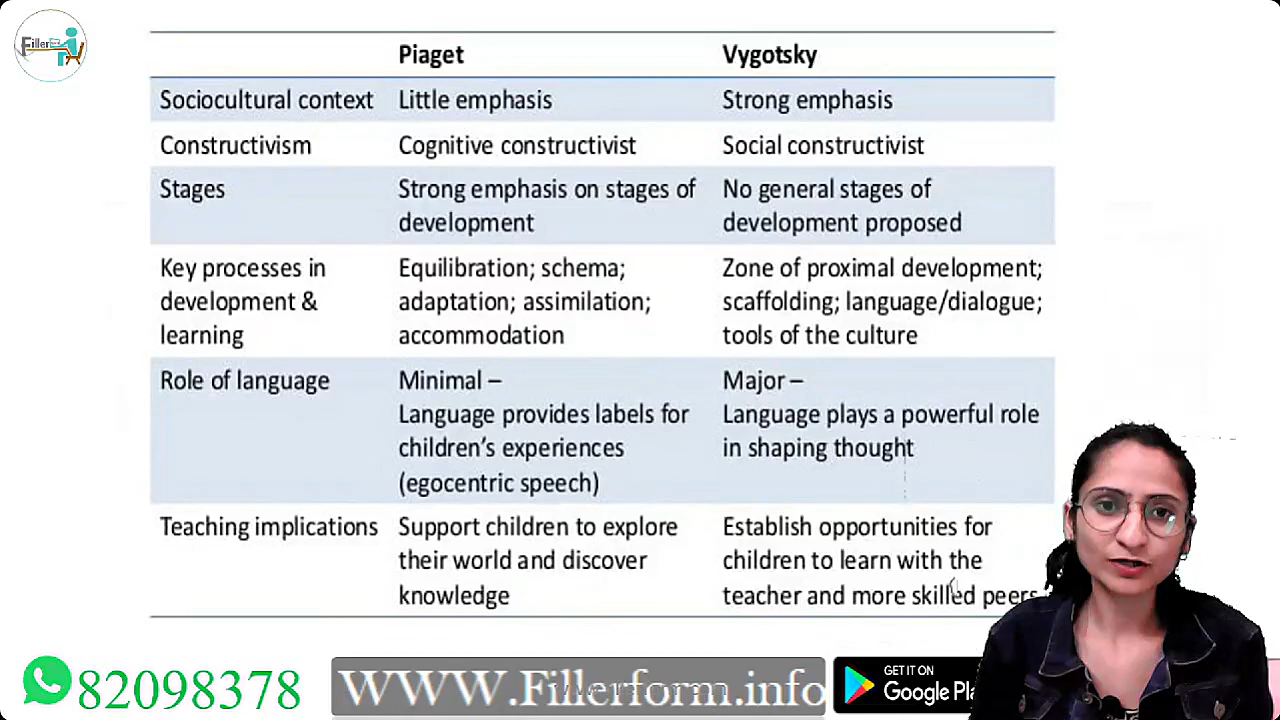 Filler
Piaget Vygotsky
Sociocultural context Little emphasis Strong emphasis
Constructivism Cognitive constructivist Social constructivist
Stages Strong emphasis on stages of No general stages of
development development proposed
Key processes in Equilibration; schema; Zone of proximal development;
development & adaptation; assimilation; scaffolding; language/dialogue;
learning accommodation tools of the culture
Role of language Minimal – Major –
Language provides labels for Language plays a powerful role
children's experiences in shaping thought
(egocentric speech)
Teaching implications Support children to explore Establish opportunities for
their world and discover children to learn with the
knowledge teacher and more skilled peers
82098378 WWW.Fillerform.info
GET IT ON
Google Pla